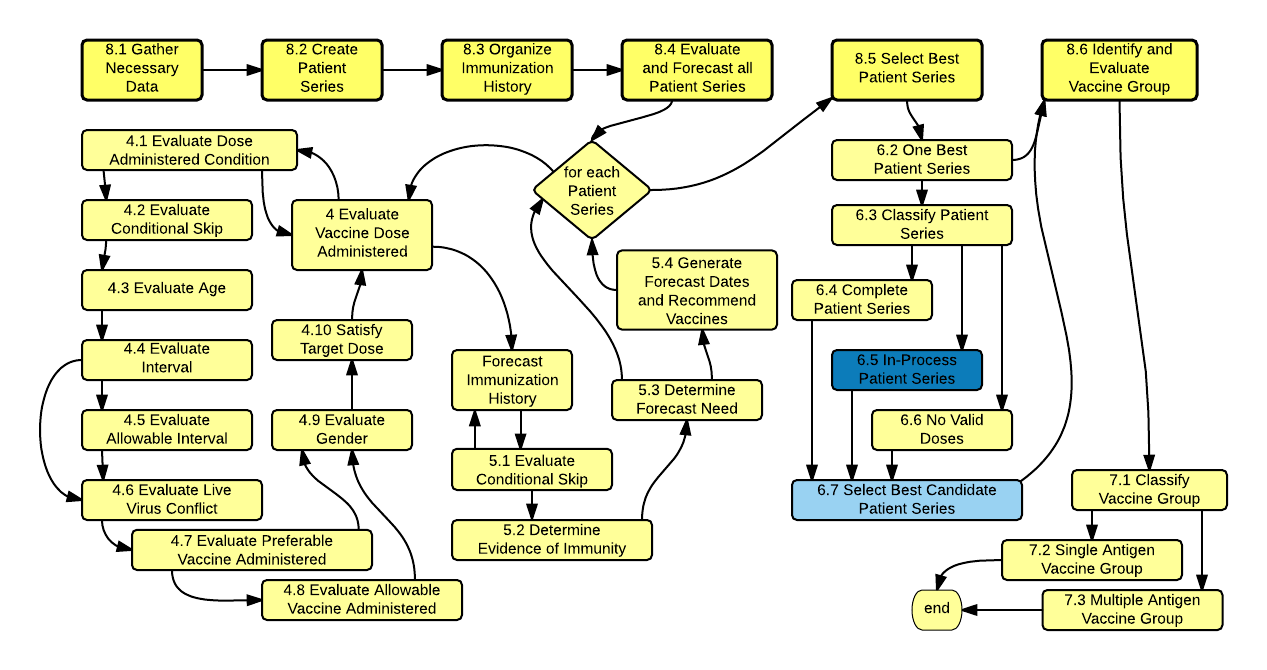 8.1 Gather
Necessary
Data
8.2 Create
Patient
Series
8.3 Organize
Immunization
History
8.4 Evaluate
and Forecast all
Patient Series
8.5 Select Best
Patient Series
8.6 Identify and
Evaluate
Vaccine Group
4.1 Evaluate Dose
Administered Condition
4.2 Evaluate
Conditional Skip
4.3 Evaluate Age
4.4 Evaluate
Interval
4.5 Evaluate
Allowable Interval
4.6 Evaluate Live
Virus Conflict
4.7 Evaluate Preferable
Vaccine Administered
4.8 Evaluate Allowable
Vaccine Administered
4.9 Evaluate
Gender
4.10 Satisfy
Target Dose
4 Evaluate
Vaccine Dose
Administered
for each
Patient
Series
Forecast
Immunization
History
5.1 Evaluate
Conditional Skip
5.2 Determine
Evidence of Immunity
5.3 Determine
Forecast Need
5.4 Generate
Forecast Dates
and Recommend
Vaccines
6.2 One Best
Patient Series
6.3 Classify Patient
Series
6.4 Complete
Patient Series
6.5 In-Process
Patient Series
6.6 No Valid
Doses
6.7 Select Best Candidate
Patient Series
7.1 Classify
Vaccine Group
7.2 Single Antigen
Vaccine Group
7.3 Multiple Antigen
Vaccine Group
end